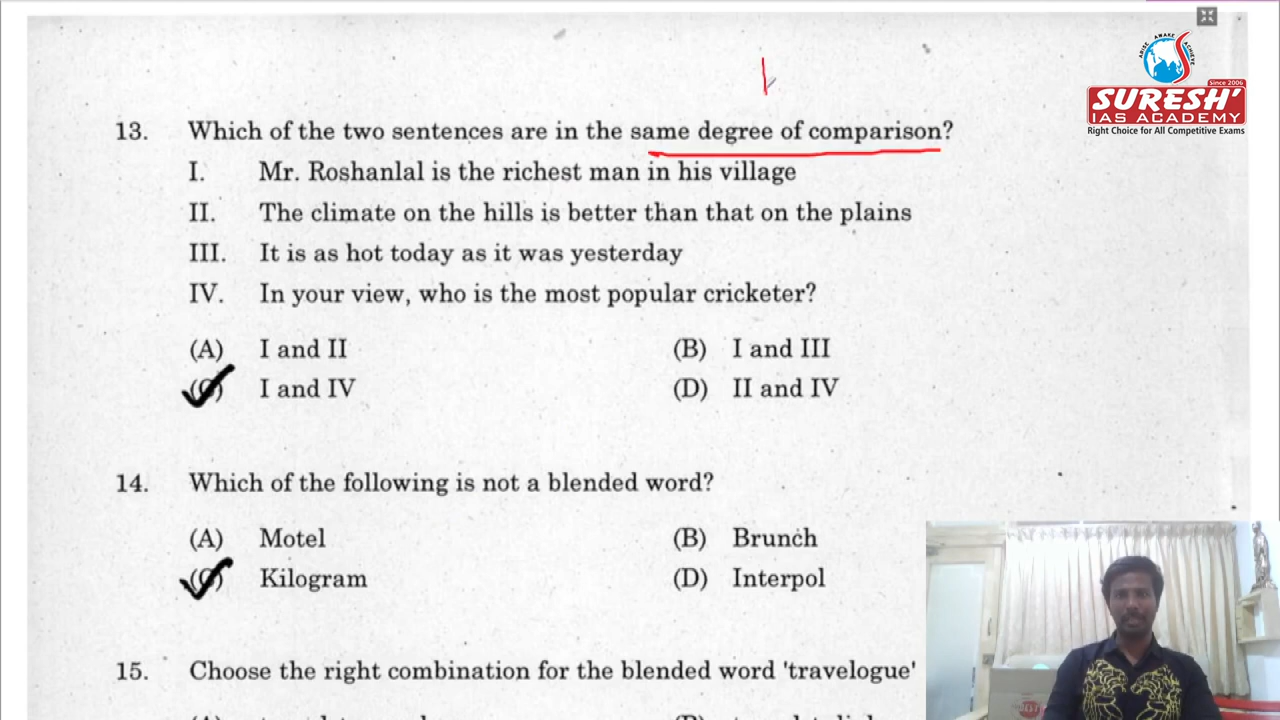 ARISE AWAKE ACHIEVE
Since 2006
SURESH'
IAS ACADEMY
Right Choice for All Competitive Exams
13. Which of the two sentences are in the same degree of comparison?
I. Mr. Roshanlal is the richest man in his village
II. The climate on the hills is better than that on the plains
III. It is as hot today as it was yesterday
IV. In your view, who is the most popular cricketer?
(A) I and II (B) I and III
(C) I and IV (D) II and IV
14. Which of the following is not a blended word?
(A) Motel (B) Brunch
(C) Kilogram (D) Interpol
15. Choose the right combination for the blended word 'travelogue'